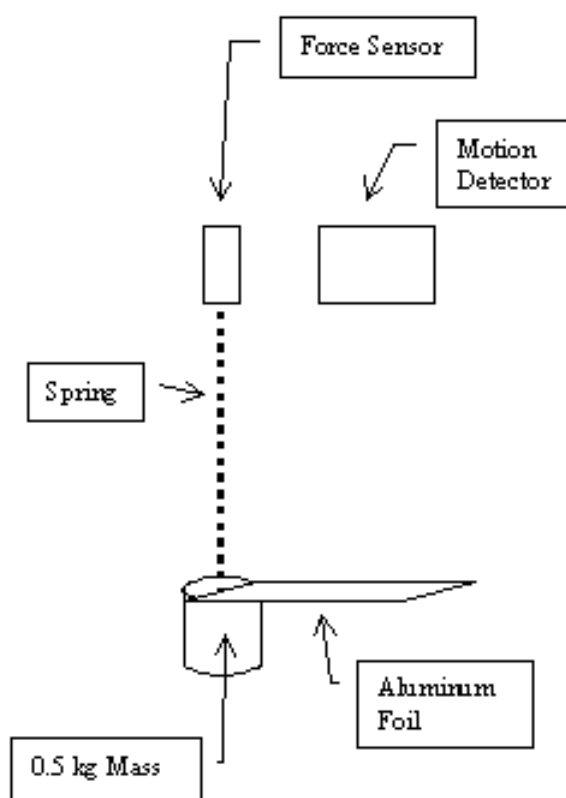 Force Sensor
Motion
Detector
Spring
Aluminum
Foil
0.5 kg Mass